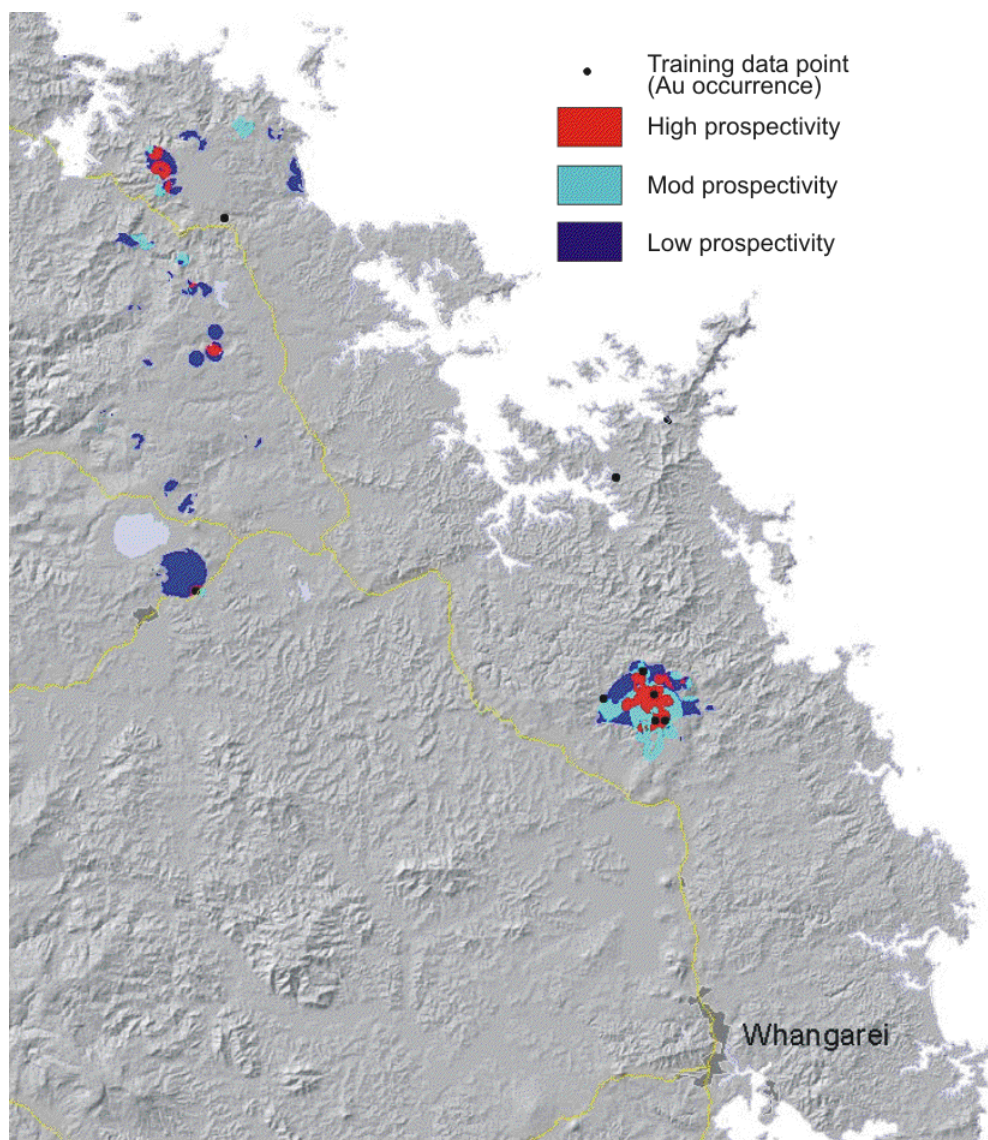 Training data point
(Au occurrence)
High prospectivity
Mod prospectivity
Low prospectivity
Whangarei